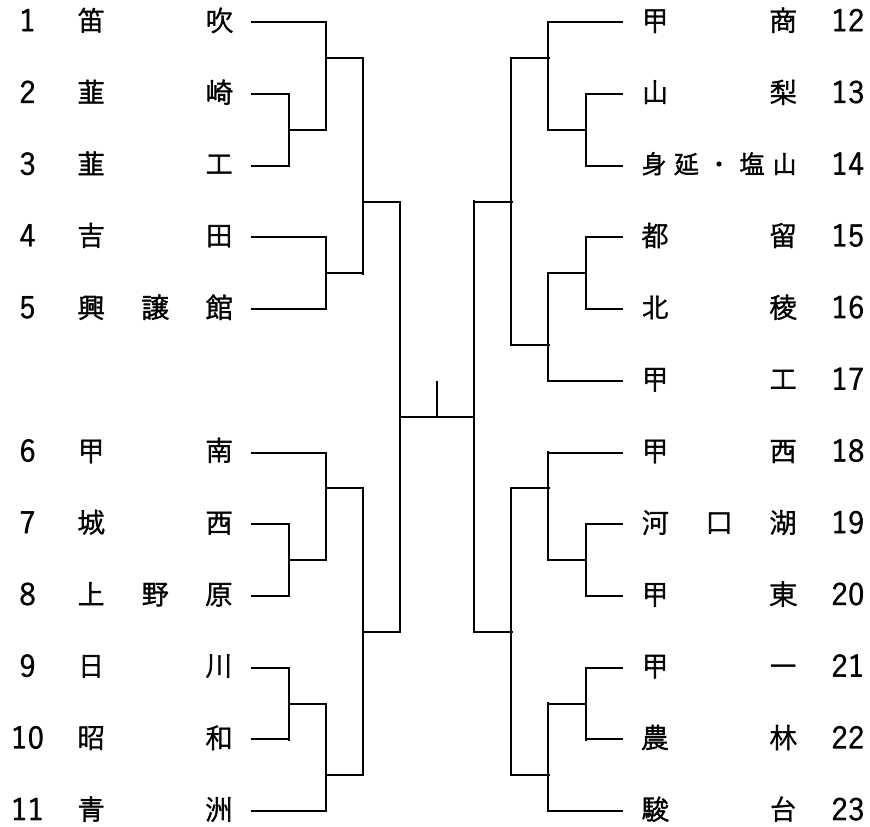 1 笛吹
2 韮崎
3 韮工
4 吉田
5 興譲館
6 甲南
7 城西
8 上野原
9 日川
10 昭和
11 青洲
甲商 12
山梨 13
身延・塩山 14
都留 15
北稜 16
甲工 17
甲西 18
河口湖 19
甲東 20
甲一 21
農林 22
駿台 23